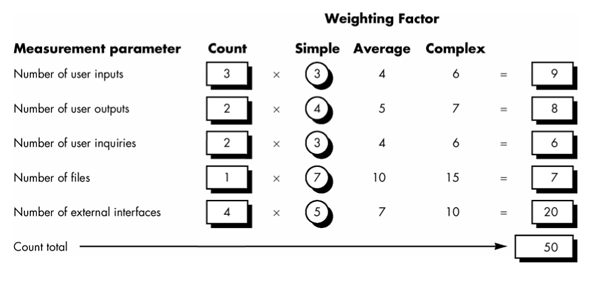 Weighting Factor
Measurement parameter Count Simple Average Complex
Number of user inputs 3 × 3 4 6 = 9
Number of user outputs 2 × 4 5 7 = 8
Number of user inquiries 2 × 3 4 6 = 6
Number of files 1 × 7 10 15 = 7
Number of external interfaces 4 × 5 7 10 = 20
Count total 50